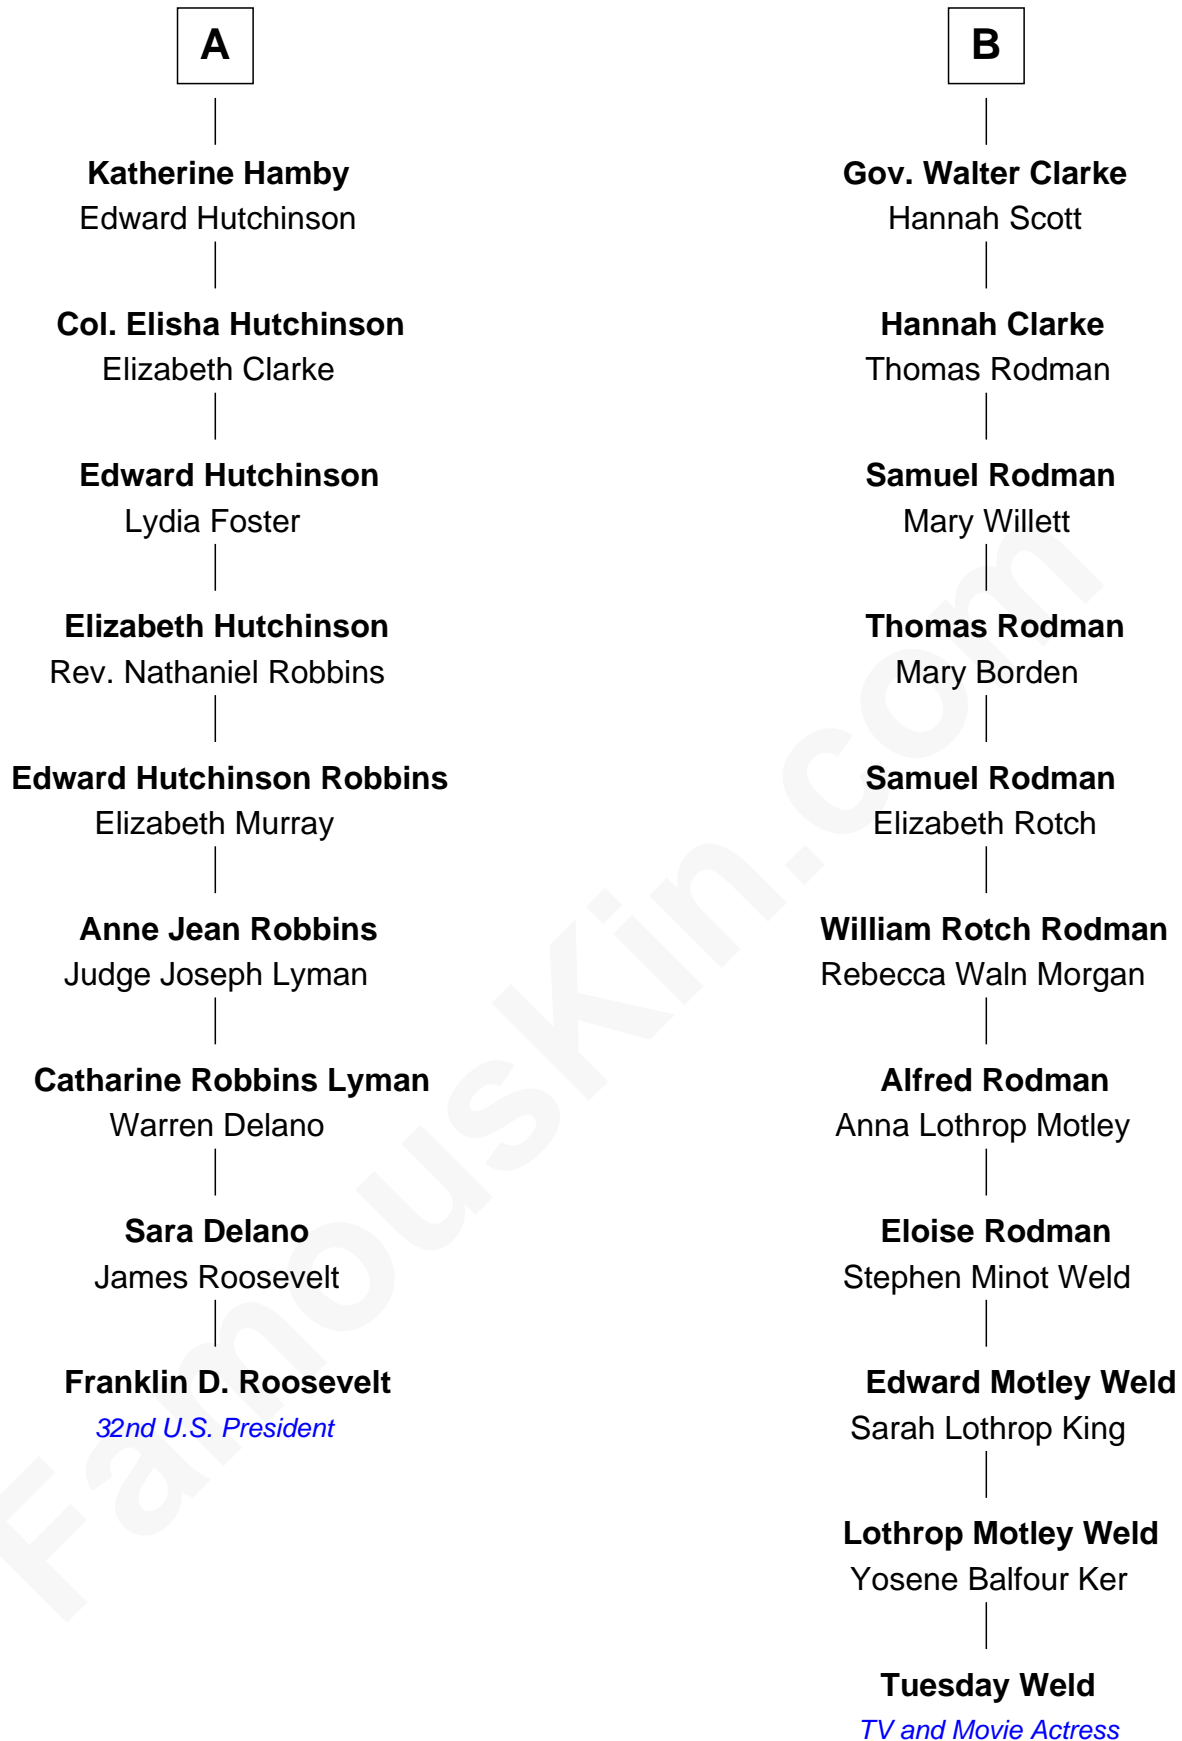 A
Katherine Hamby
Edward Hutchinson
Col. Elisha Hutchinson
Elizabeth Clarke
Edward Hutchinson
Lydia Foster
Elizabeth Hutchinson
Rev. Nathaniel Robbins
Edward Hutchinson Robbins
Elizabeth Murray
Anne Jean Robbins
Judge Joseph Lyman
Catharine Robbins Lyman
Warren Delano
Sara Delano
James Roosevelt
Franklin D. Roosevelt
32nd U.S. President
B
Gov. Walter Clarke
Hannah Scott
Hannah Clarke
Thomas Rodman
Samuel Rodman
Mary Willett
Thomas Rodman
Mary Borden
Samuel Rodman
Elizabeth Rotch
William Rotch Rodman
Rebecca Waln Morgan
Alfred Rodman
Anna Lothrop Motley
Eloise Rodman
Stephen Minot Weld
Edward Motley Weld
Sarah Lothrop King
Lothrop Motley Weld
Yosene Balfour Ker
Tuesday Weld
TV and Movie Actress
FamousKin.com